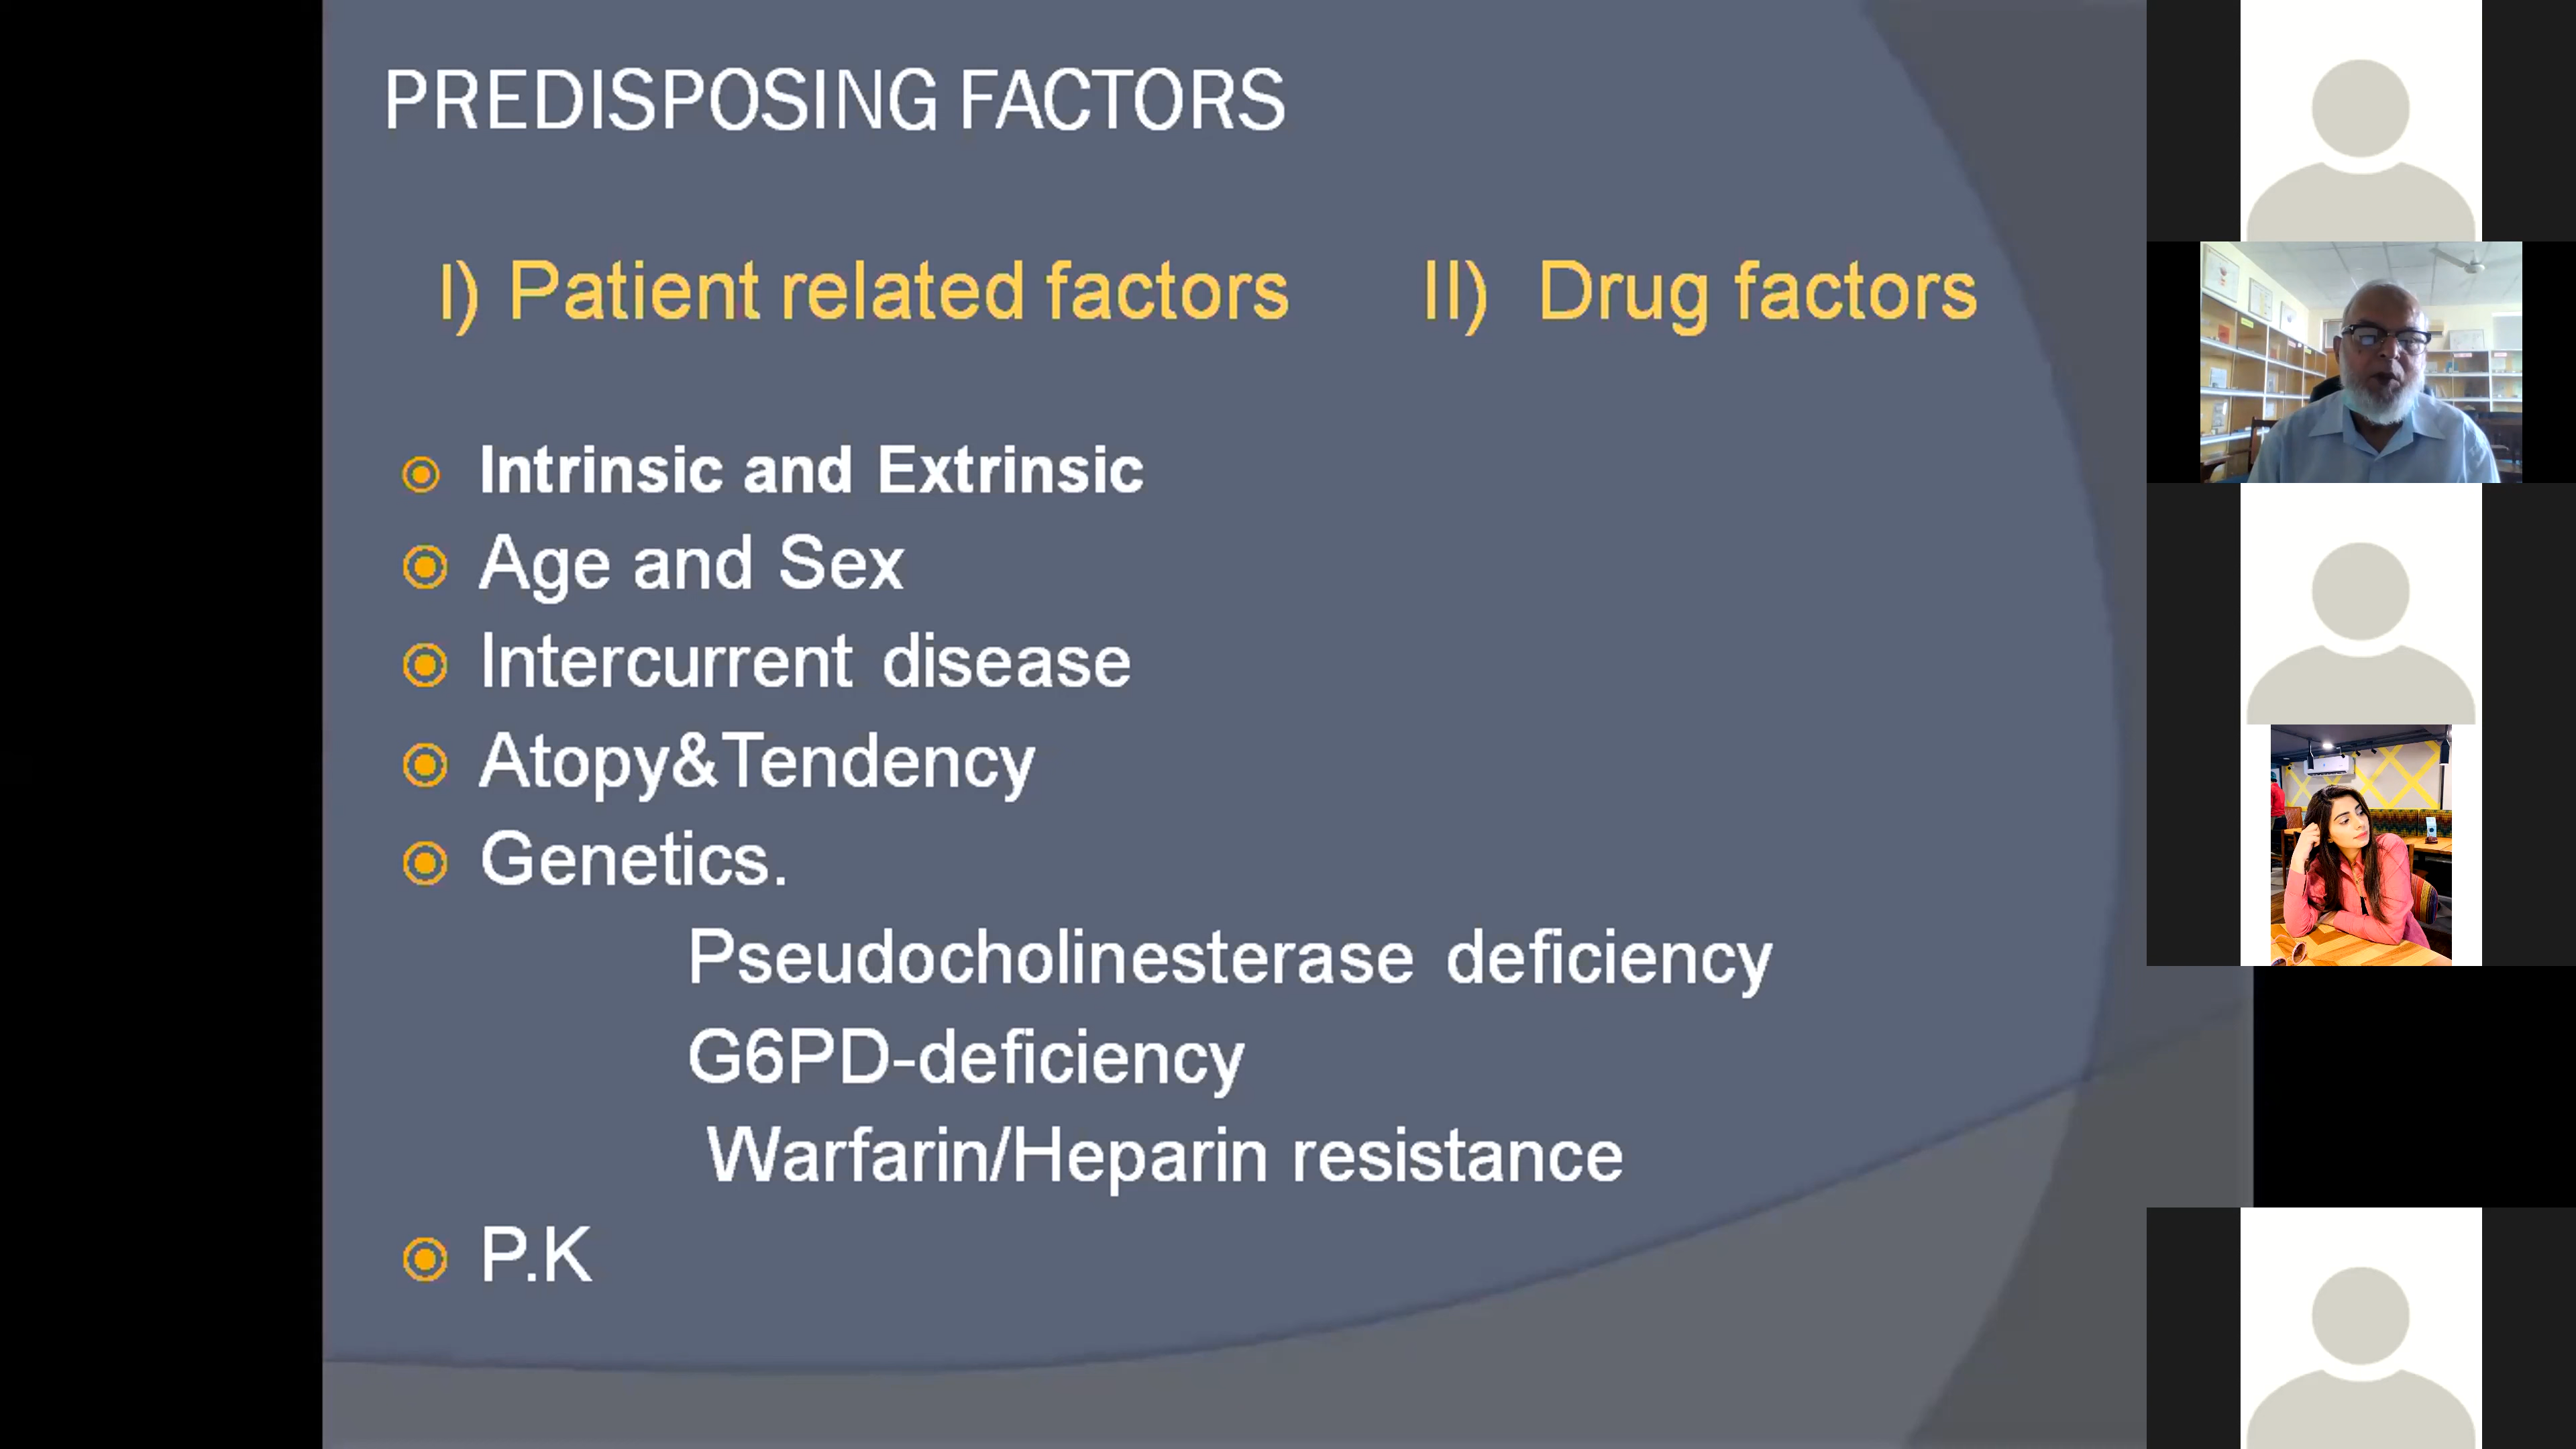 PREDISPOSING FACTORS
I) Patient related factors II) Drug factors
Intrinsic and Extrinsic
Age and Sex
Intercurrent disease
Atopy&Tendency
Genetics.
Pseudocholinesterase deficiency
G6PD-deficiency
Warfarin/Heparin resistance
P.K